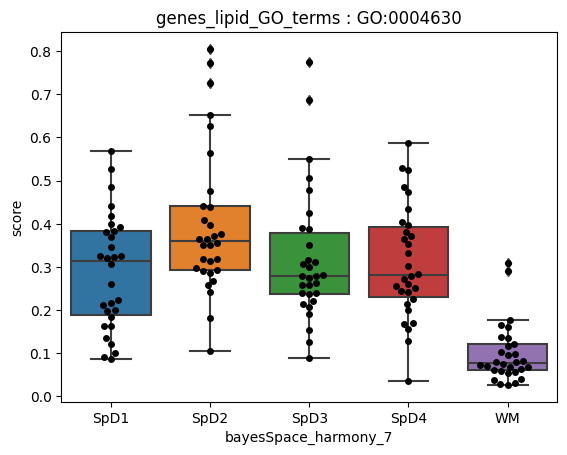 genes_lipid_GO_terms : GO:0004630
0.8
0.7
0.6
0.5
0.4
0.3
0.2
0.1
0.0
score
SpD1 SpD2 SpD3 SpD4 WM
bayesSpace_harmony_7